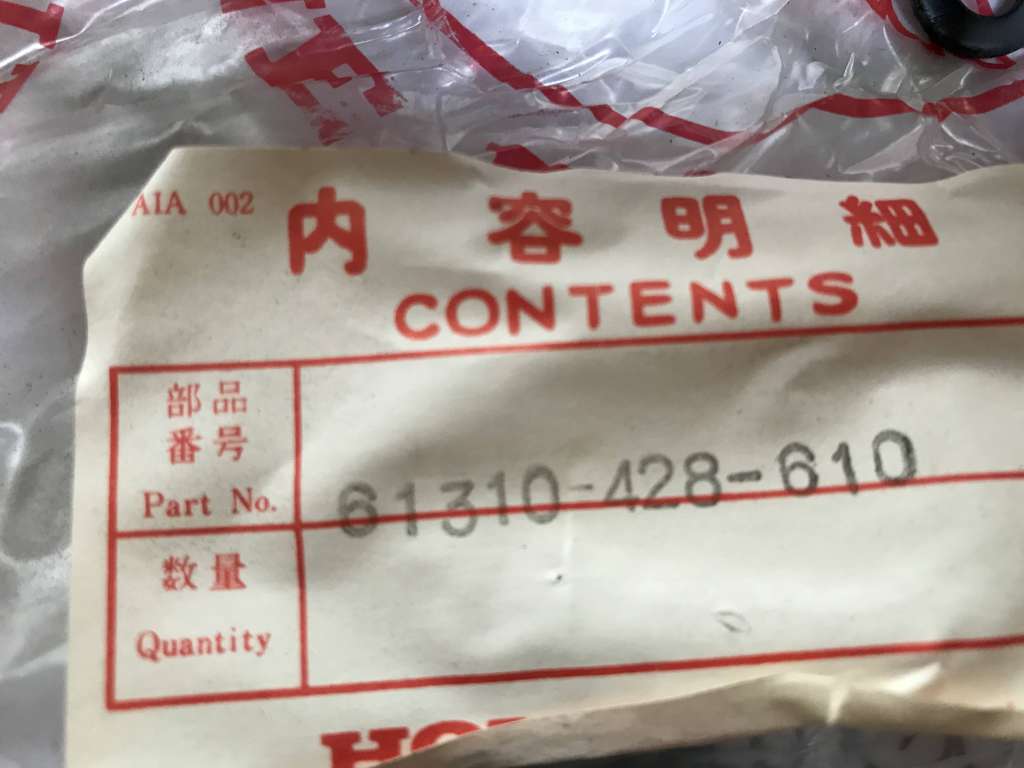 AIA 002
内容明細
CONTENTS
部品
番号
Part No.
61310-428-610
数量
Quantity